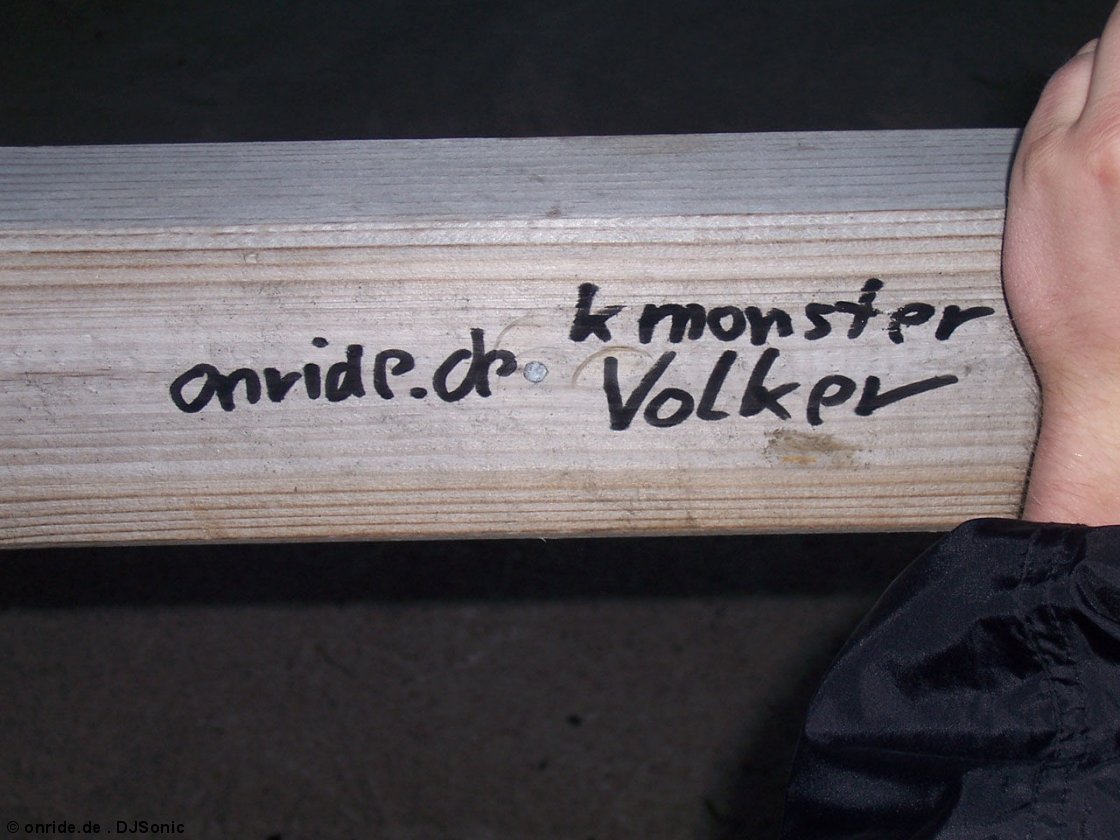 onride.de
kmonster
Volker
© onride.de . DJSonic